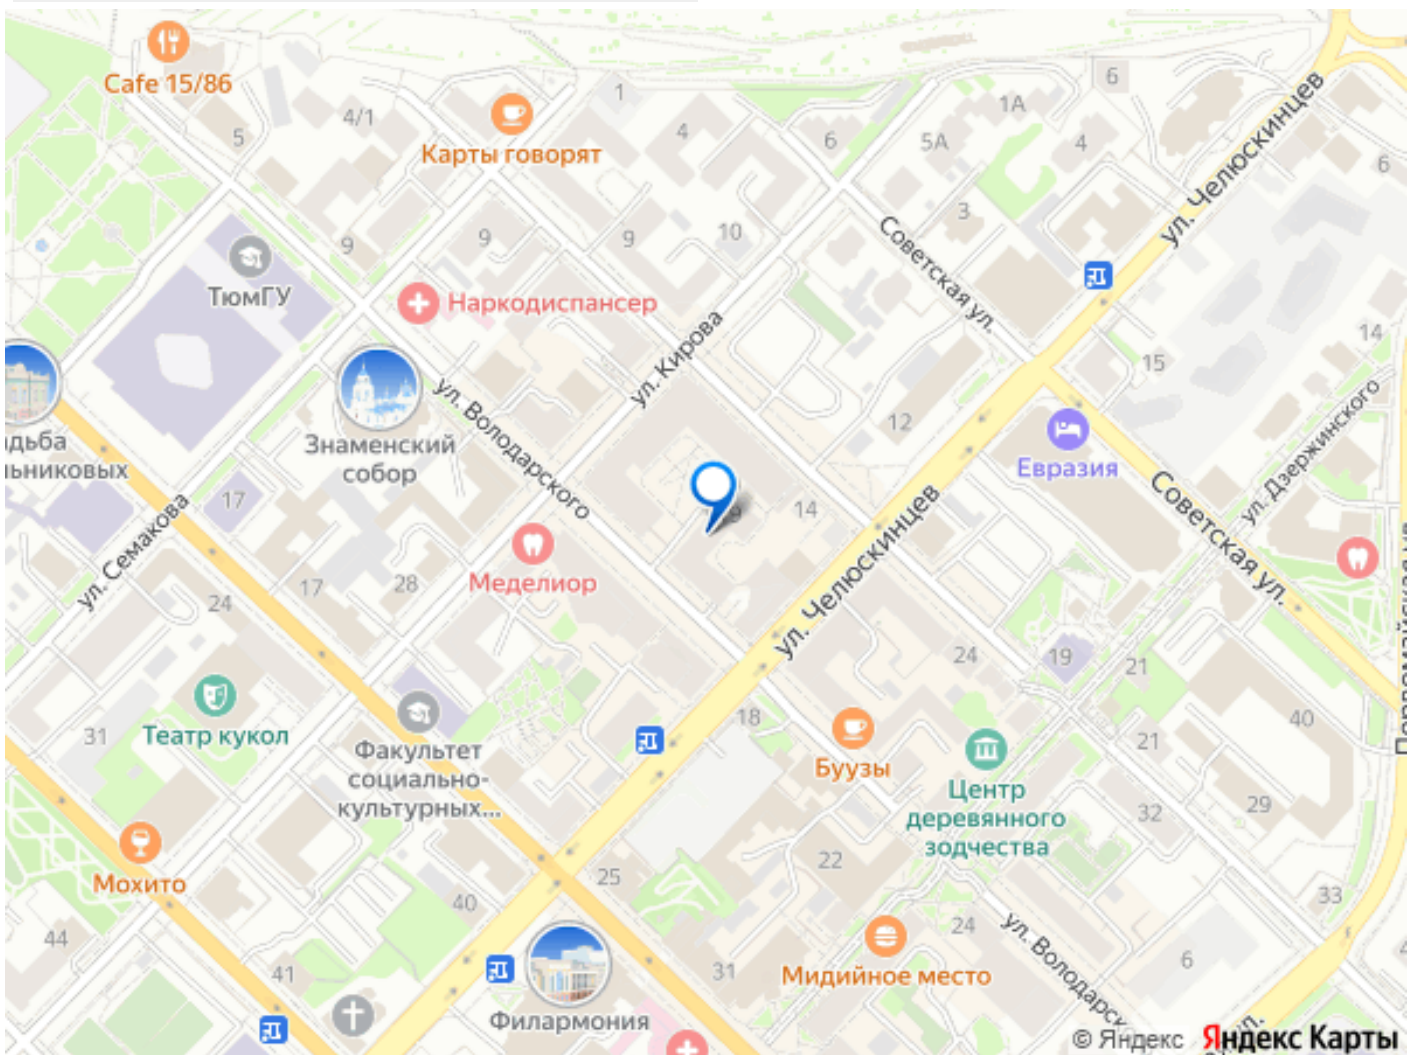 Cafe 15/86
5
4/1
1
4
6
5А
1А
6
4
6
Карты говорят
ул. Челюскинцев
3
10
9
9
9
Советская ул.
ТюмГУ
Наркодиспансер
ул. Кирова
14
15
адьба
льниковых
Знаменский
собор
ул. Володарского
12
Евразия
ул. Дзержинского
17
14
ул. Семакова
Меделиор
ул. Челюскинцев
Советская ул.
17
28
24
24
19
21
Театр кукол
31
Факультет
социально-
культурных...
18
Буузы
21
40
Центр
деревянного
зодчества
32
29
22
Мохито
25
40
33
44
24
ул. Володарск
6
Мидийное место
31
41
Филармония
© Яндекс Яндекс Карты